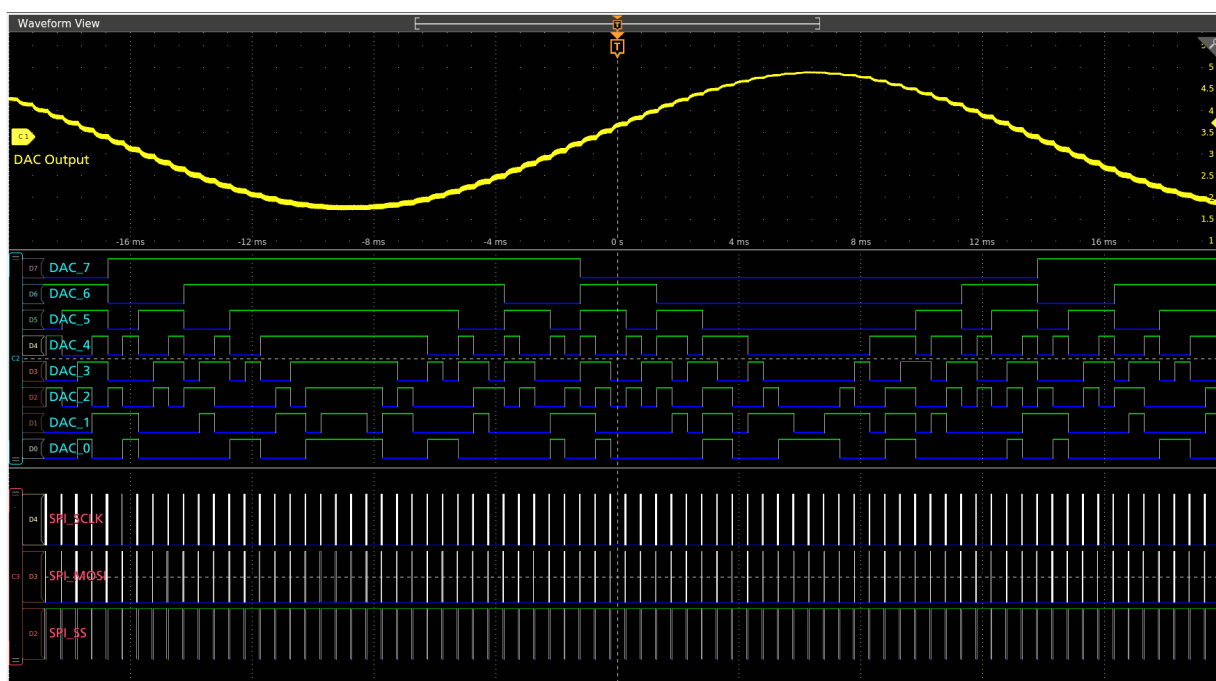 Waveform View
T
T
5
4.5
4
3.5
3
2.5
2
1.5
1
C 1
DAC Output
-16 ms -12 ms -8 ms -4 ms 0 s 4 ms 8 ms 12 ms 16 ms
D7 DAC_7
D6 DAC_6
D5 DAC_5
D4 DAC_4
C2
D3 DAC_3
D2 DAC_2
D1 DAC_1
D0 DAC_0
D4 SPI_SCLK
C3 D3 SPI_MOSI
D2 SPI_SS